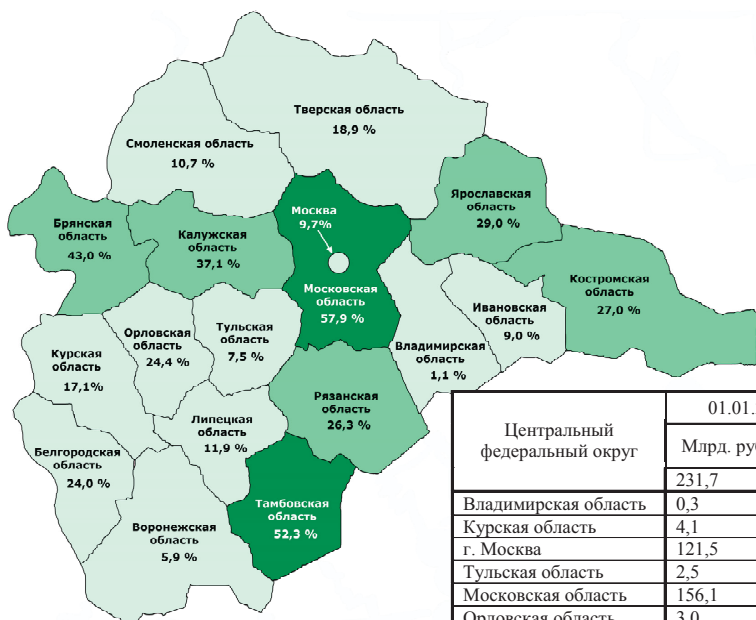 Тверская область
18,9 %
Смоленская область
10,7 %
Ярославская
область
29,0 %
Москва
9,7%
Брянская
область
43,0 %
Калужская
область
37,1 %
Костромская
область
27,0 %
Московская
область
57,9 %
Ивановская
область
9,0 %
Орловская
область
24,4 %
Тульская
область
7,5 %
Владимирская
область
1,1 %
Курская
область
17,1%
Рязанская
область
26,3 %
Липецкая
область
11,9 %
Белгородская
область
24,0 %
Тамбовская
область
52,3 %
Воронежская
область
5,9 %
Центральный
федеральный округ
01.01.
Млрд. руб
231,7
Владимирская область 0,3
Курская область 4,1
г. Москва 121,5
Тульская область 2,5
Московская область 156,1
Орловская область 3,0